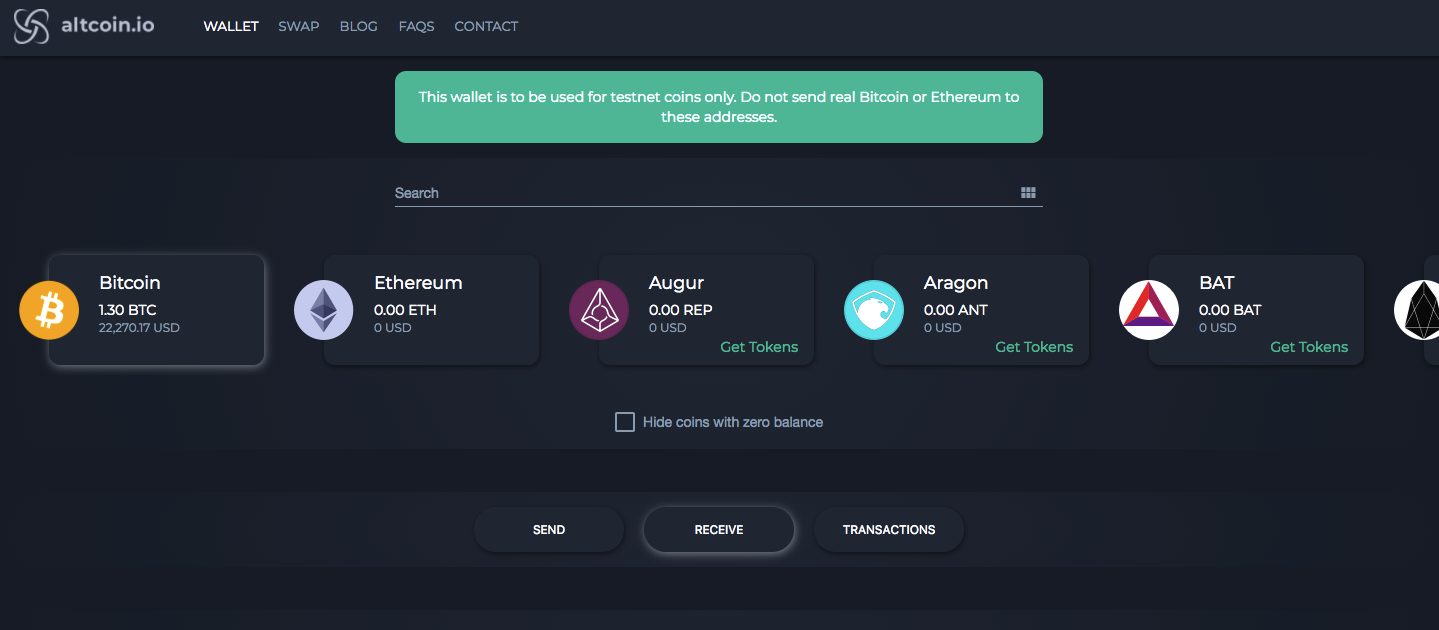 altcoin.io
WALLET SWAP BLOG FAQS CONTACT
This wallet is to be used for testnet coins only. Do not send real Bitcoin or Ethereum to
these addresses.
Search
Bitcoin
1.30 BTC
22,270.17 USD
Ethereum
0.00 ETH
0 USD
Augur
0.00 REP
0 USD
Get Tokens
Aragon
0.00 ANT
0 USD
Get Tokens
BAT
0.00 BAT
0 USD
Get Tokens
Hide coins with zero balance
SEND
RECEIVE
TRANSACTIONS